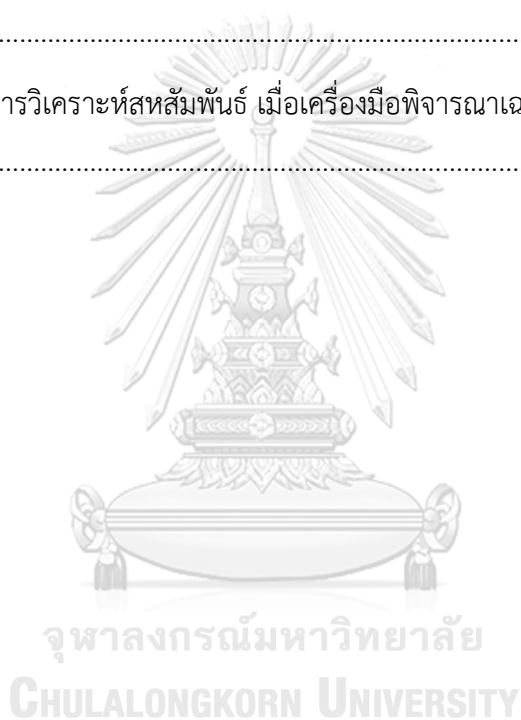 ................................................................................
ารวิเคราะห์สหสัมพันธ์ เมื่อเครื่องมือพิจารณาเฉ
................................................................................
จุฬาลงกรณ์มหาวิทยาลัย
CHULALONGKORN UNIVERSITY